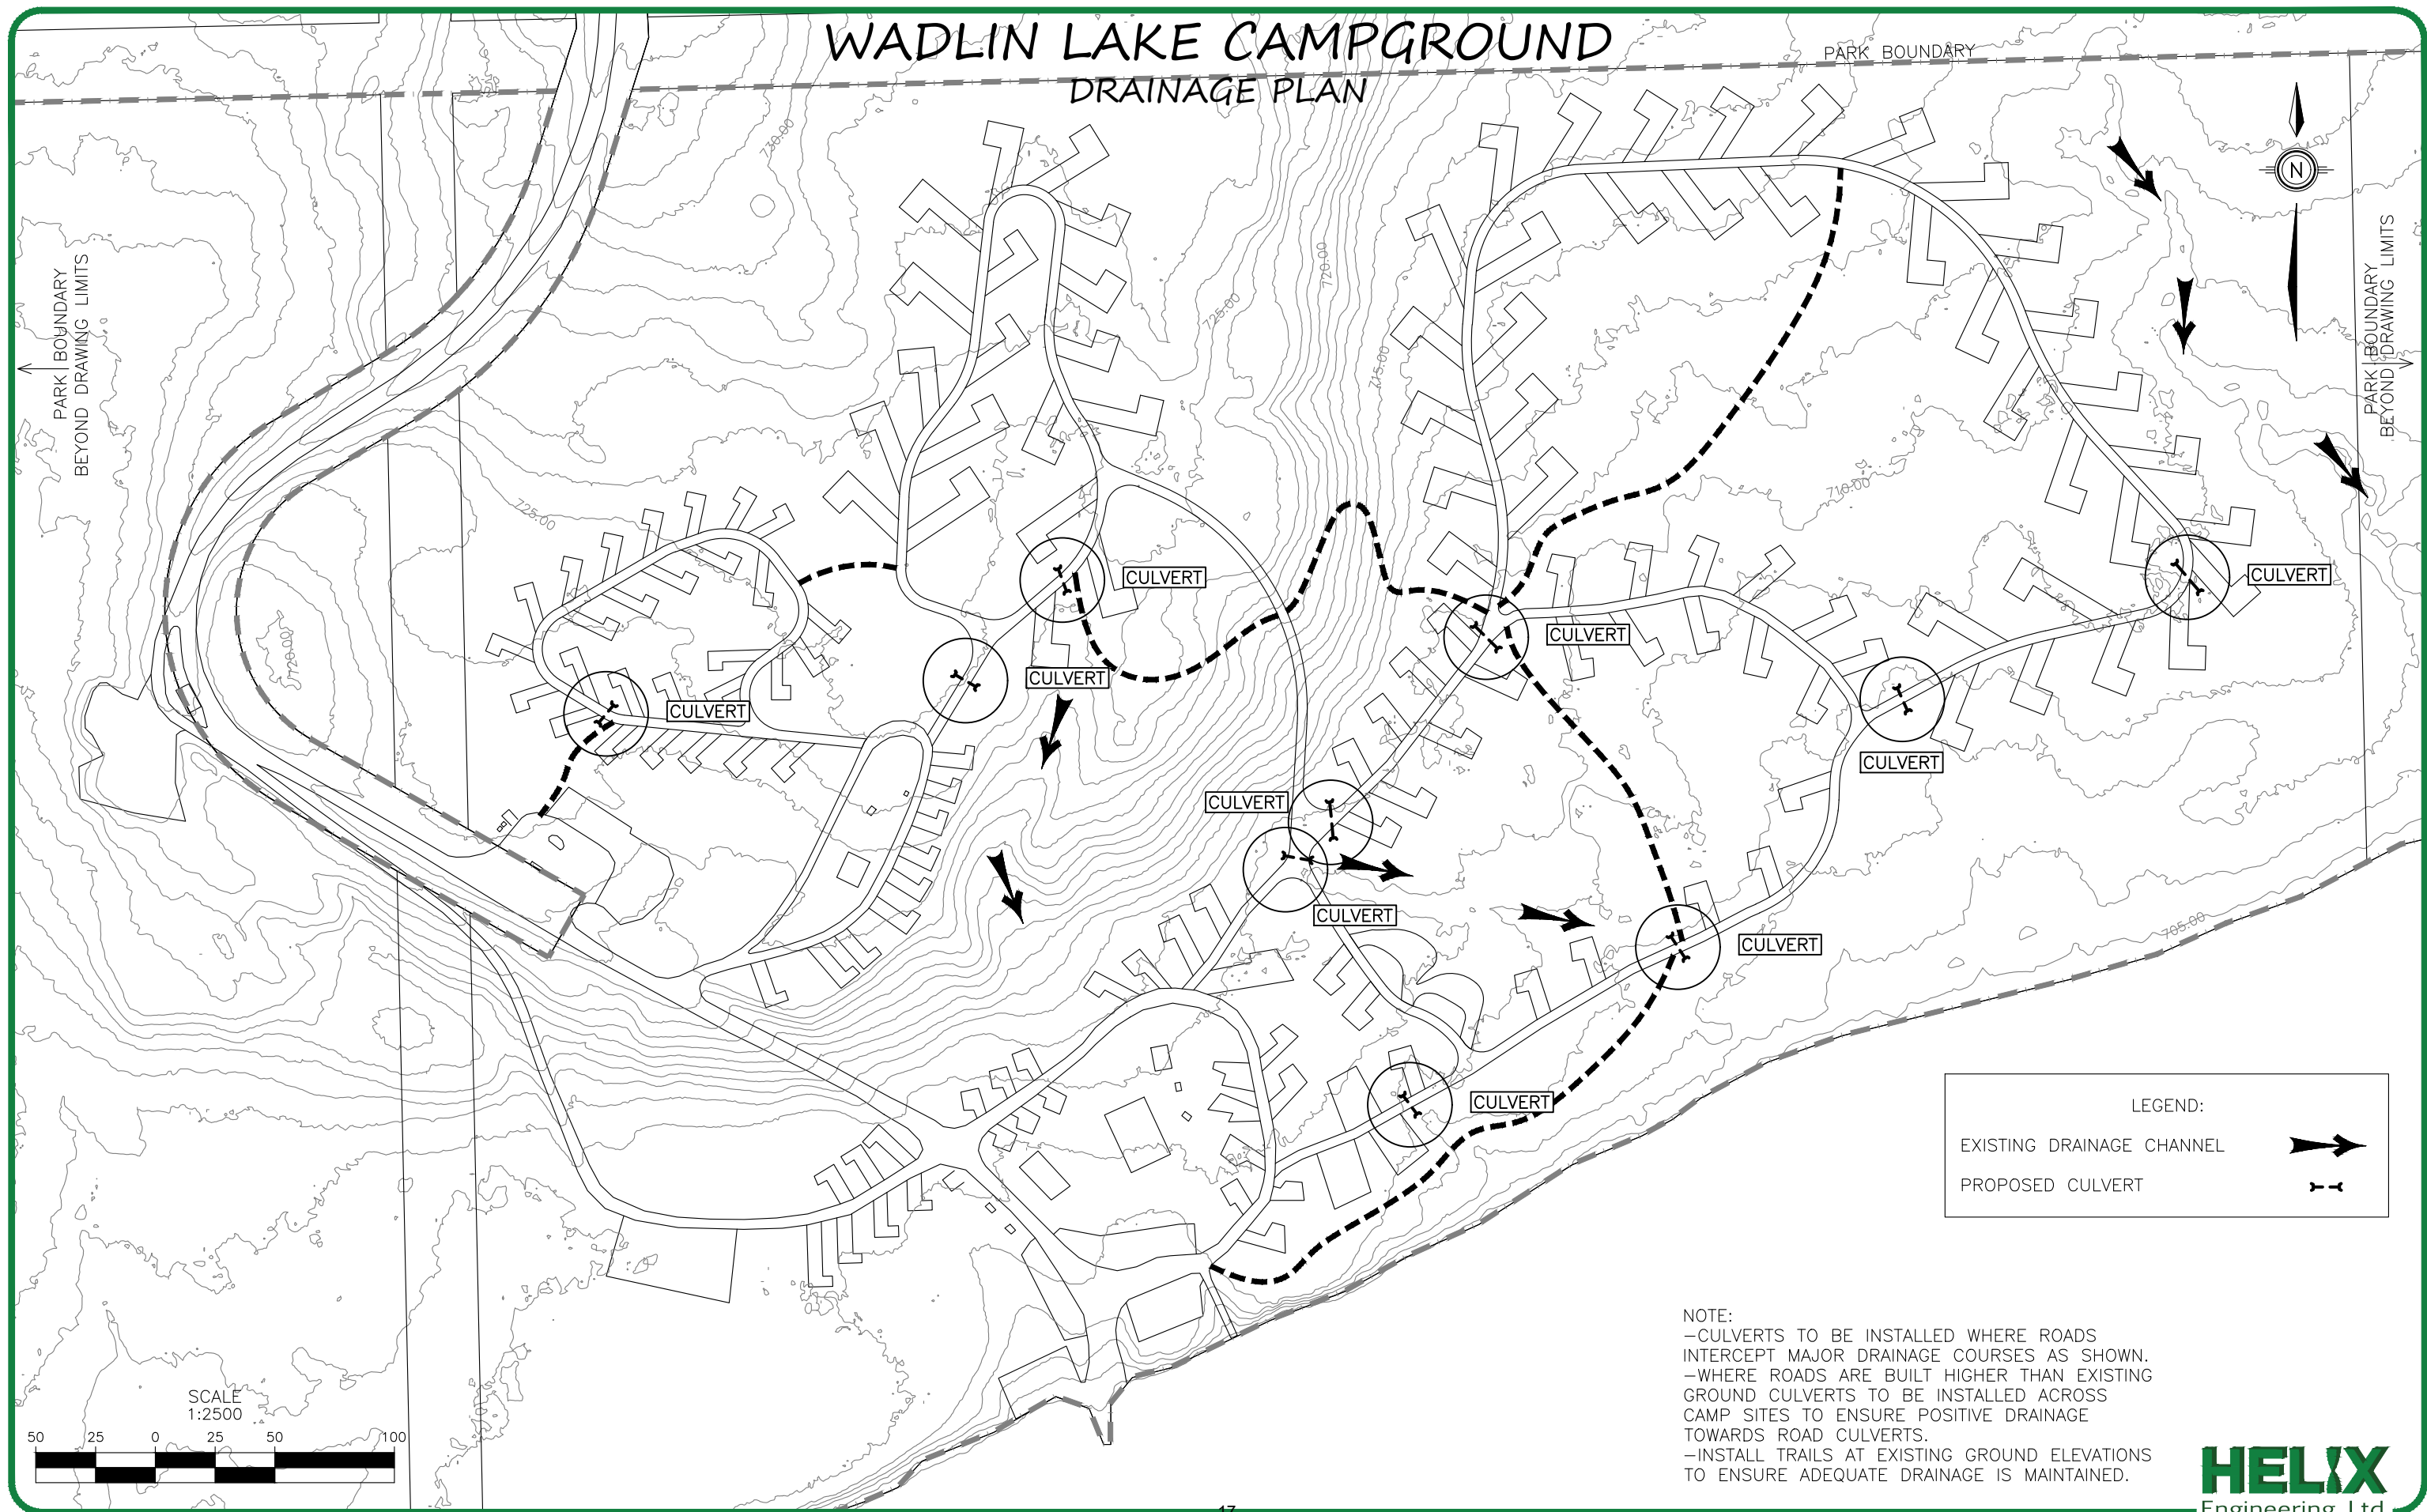 WADLIN LAKE CAMPGROUND
DRAINAGE PLAN
PARK BOUNDARY
730.00
N
PARK BOUNDARY
BEYOND DRAWING LIMITS
PARK BOUNDARY
BEYOND DRAWING LIMITS
720.00
725.00
715.00
710.00
725.00
720.00
CULVERT
CULVERT
CULVERT
CULVERT
CULVERT
CULVERT
CULVERT
CULVERT
CULVERT
CULVERT
705.00
LEGEND:
EXISTING DRAINAGE CHANNEL
PROPOSED CULVERT
NOTE:
-CULVERTS TO BE INSTALLED WHERE ROADS
INTERCEPT MAJOR DRAINAGE COURSES AS SHOWN.
-WHERE ROADS ARE BUILT HIGHER THAN EXISTING
GROUND CULVERTS TO BE INSTALLED ACROSS
CAMP SITES TO ENSURE POSITIVE DRAINAGE
TOWARDS ROAD CULVERTS.
-INSTALL TRAILS AT EXISTING GROUND ELEVATIONS
TO ENSURE ADEQUATE DRAINAGE IS MAINTAINED.
SCALE
1:2500
50 25 0 25 50 100
HELIX
Engineering Ltd
17